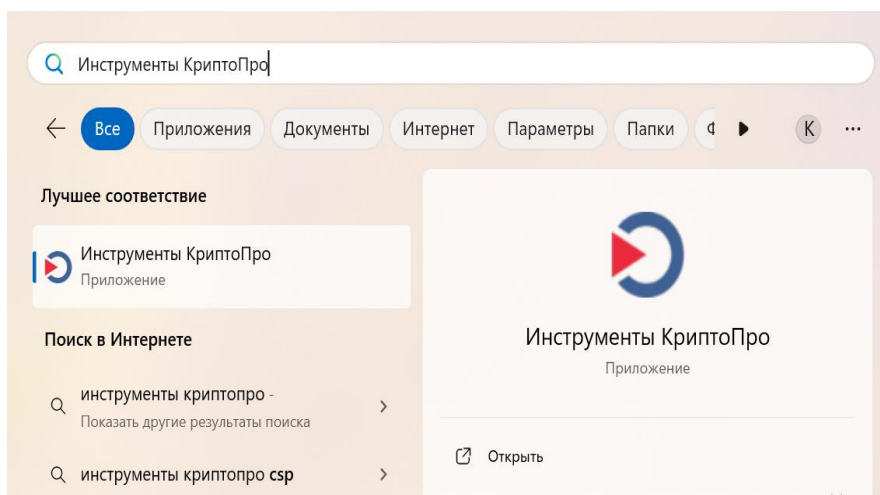 Инструменты КриптоПро
Все Приложения Документы Интернет Параметры Папки К ...
Лучшее соответствие
Инструменты КриптоПро
Приложение
Поиск в Интернете
инструменты криптопро -
Показать другие результаты поиска
инструменты криптопро csp
Инструменты КриптоПро
Приложение
Открыть